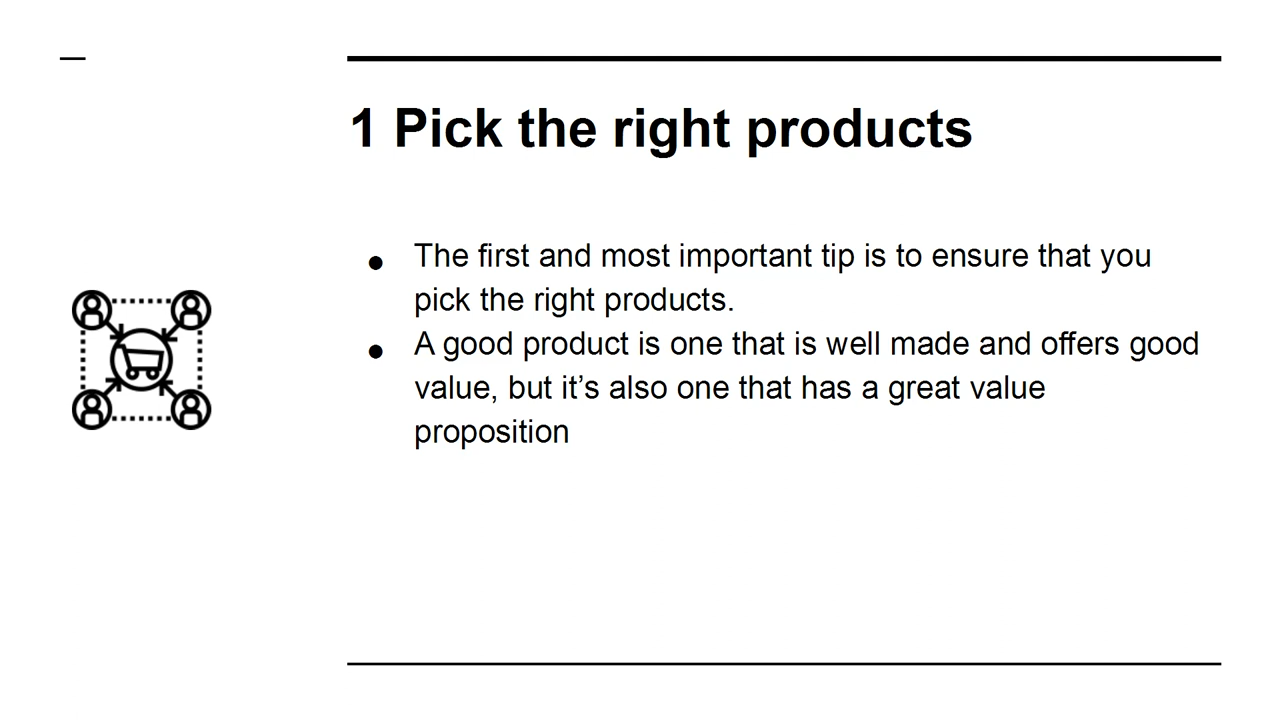 1 Pick the right products
● The first and most important tip is to ensure that you
pick the right products.
● A good product is one that is well made and offers good
value, but it’s also one that has a great value
proposition